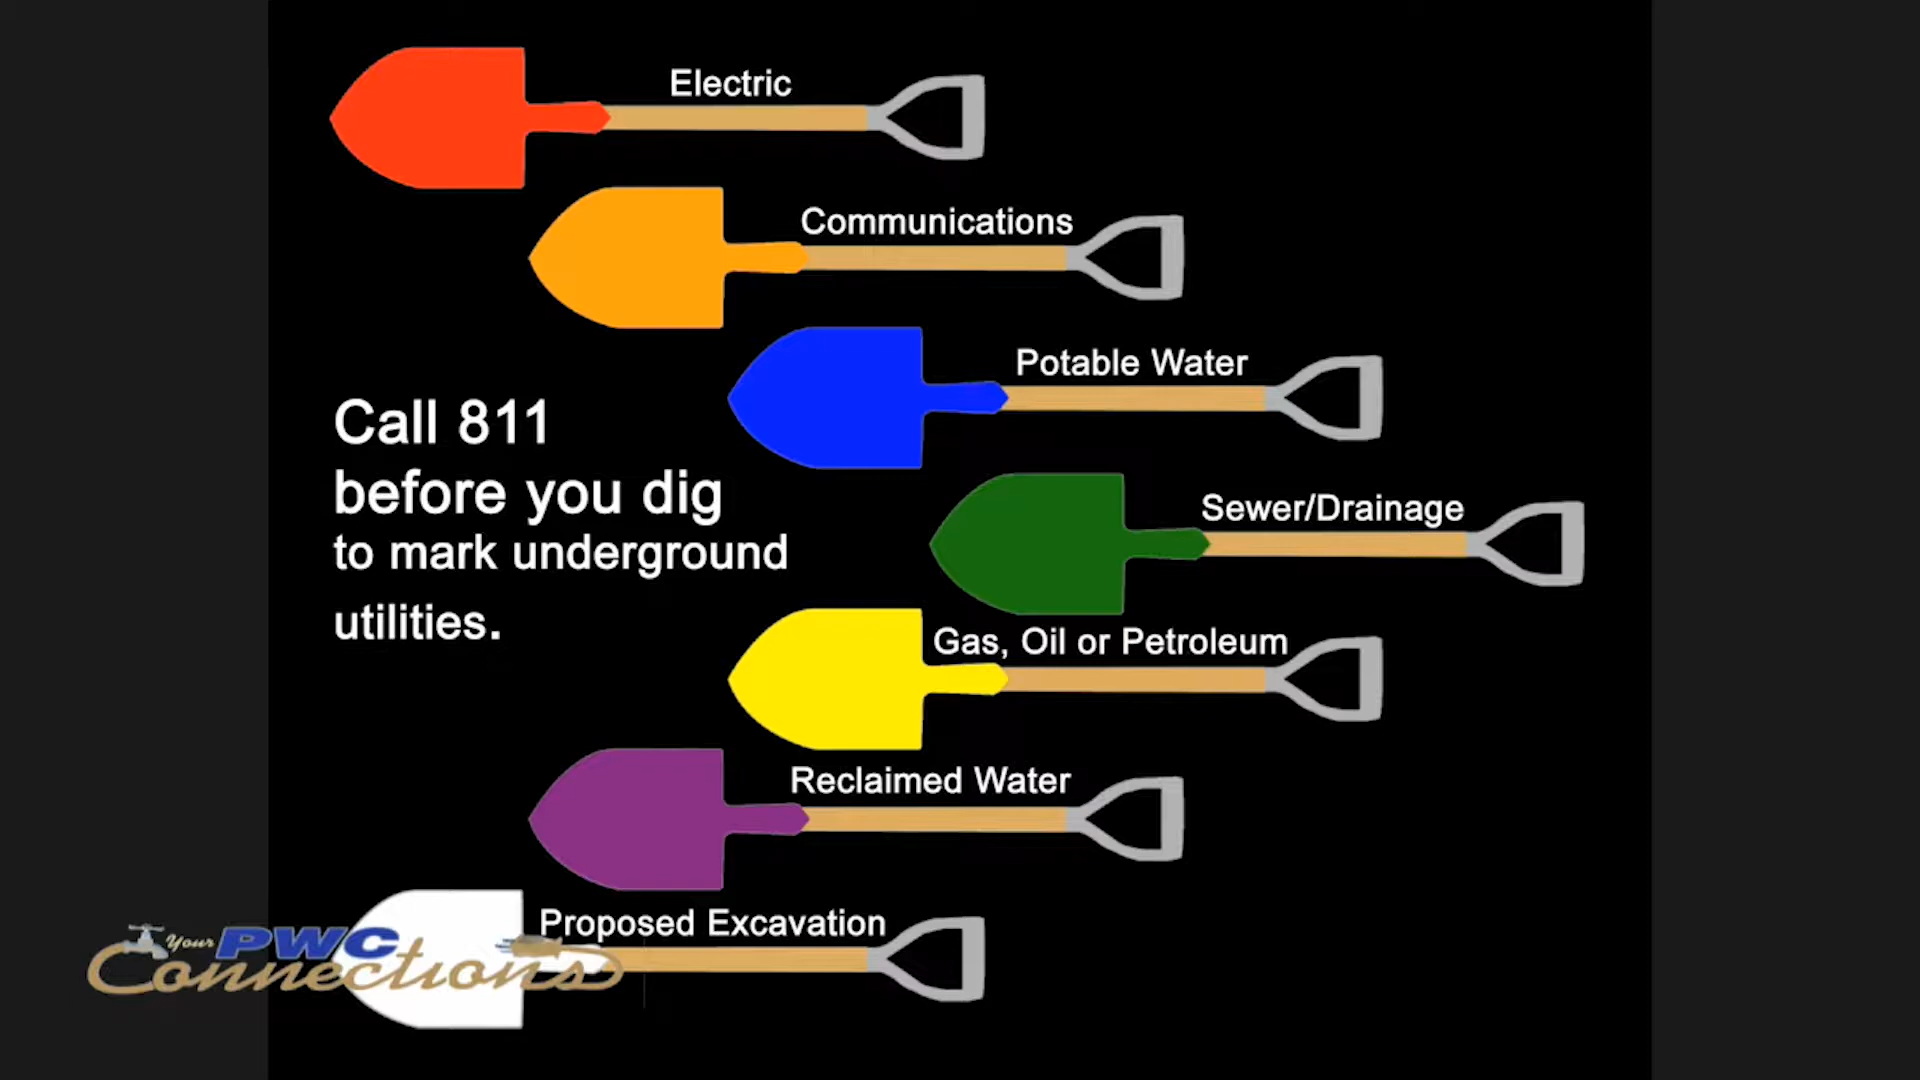 Electric
Communications
Potable Water
Call 811
before you dig
to mark underground
utilities.
Sewer/Drainage
Gas, Oil or Petroleum
Reclaimed Water
Proposed Excavation
Your PWC
Connections